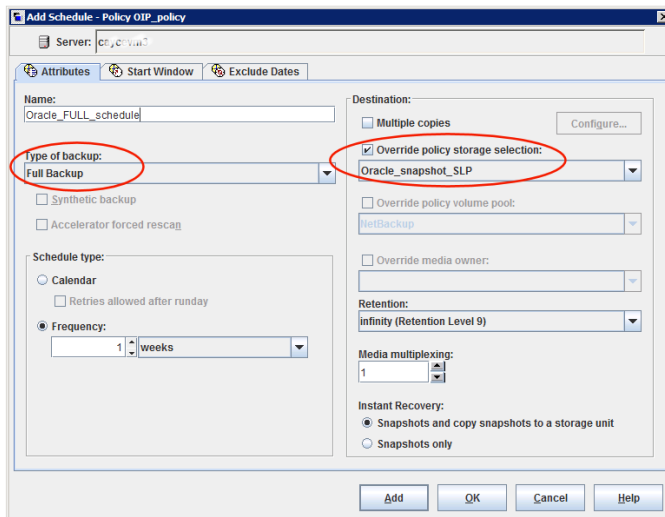 Add Schedule - Policy OIP_policy
Server:
Attributes
Start Window
Exclude Dates
Name:
Oracle_FULL_schedule
Type of backup:
Full Backup
Synthetic backup
Accelerator forced rescan
Schedule type:
Calendar
Retries allowed after runday
Frequency:
1 weeks
Destination:
Multiple copies
Configure...
Override policy storage selection:
Oracle_snapshot_SLP
Override policy volume pool:
NetBackup
Override media owner:
Retention:
infinity (Retention Level 9)
Media multiplexing:
1
Instant Recovery:
Snapshots and copy snapshots to a storage unit
Snapshots only
Add
OK
Cancel
Help